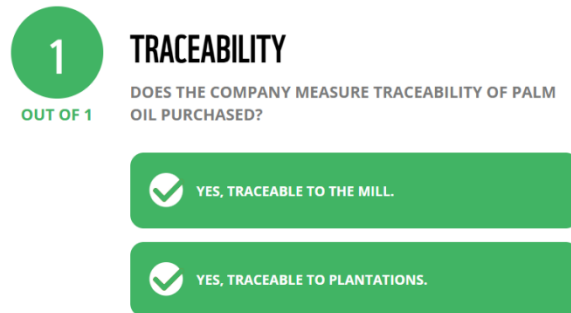 1
OUT OF 1
TRACEABILITY
DOES THE COMPANY MEASURE TRACEABILITY OF PALM
OIL PURCHASED?
YES, TRACEABLE TO THE MILL.
YES, TRACEABLE TO PLANTATIONS.